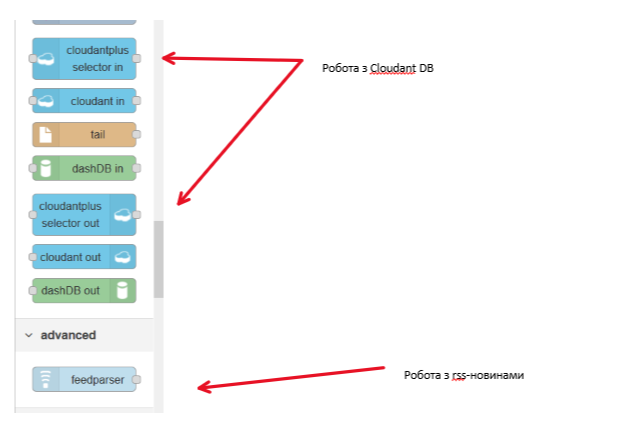 cloudantplus
selector in
Робота з Cloudant DB
cloudant in
tail
dashDB in
cloudantplus
selector out
cloudant out
dashDB out
advanced
feedparser
Робота з rss-новинами